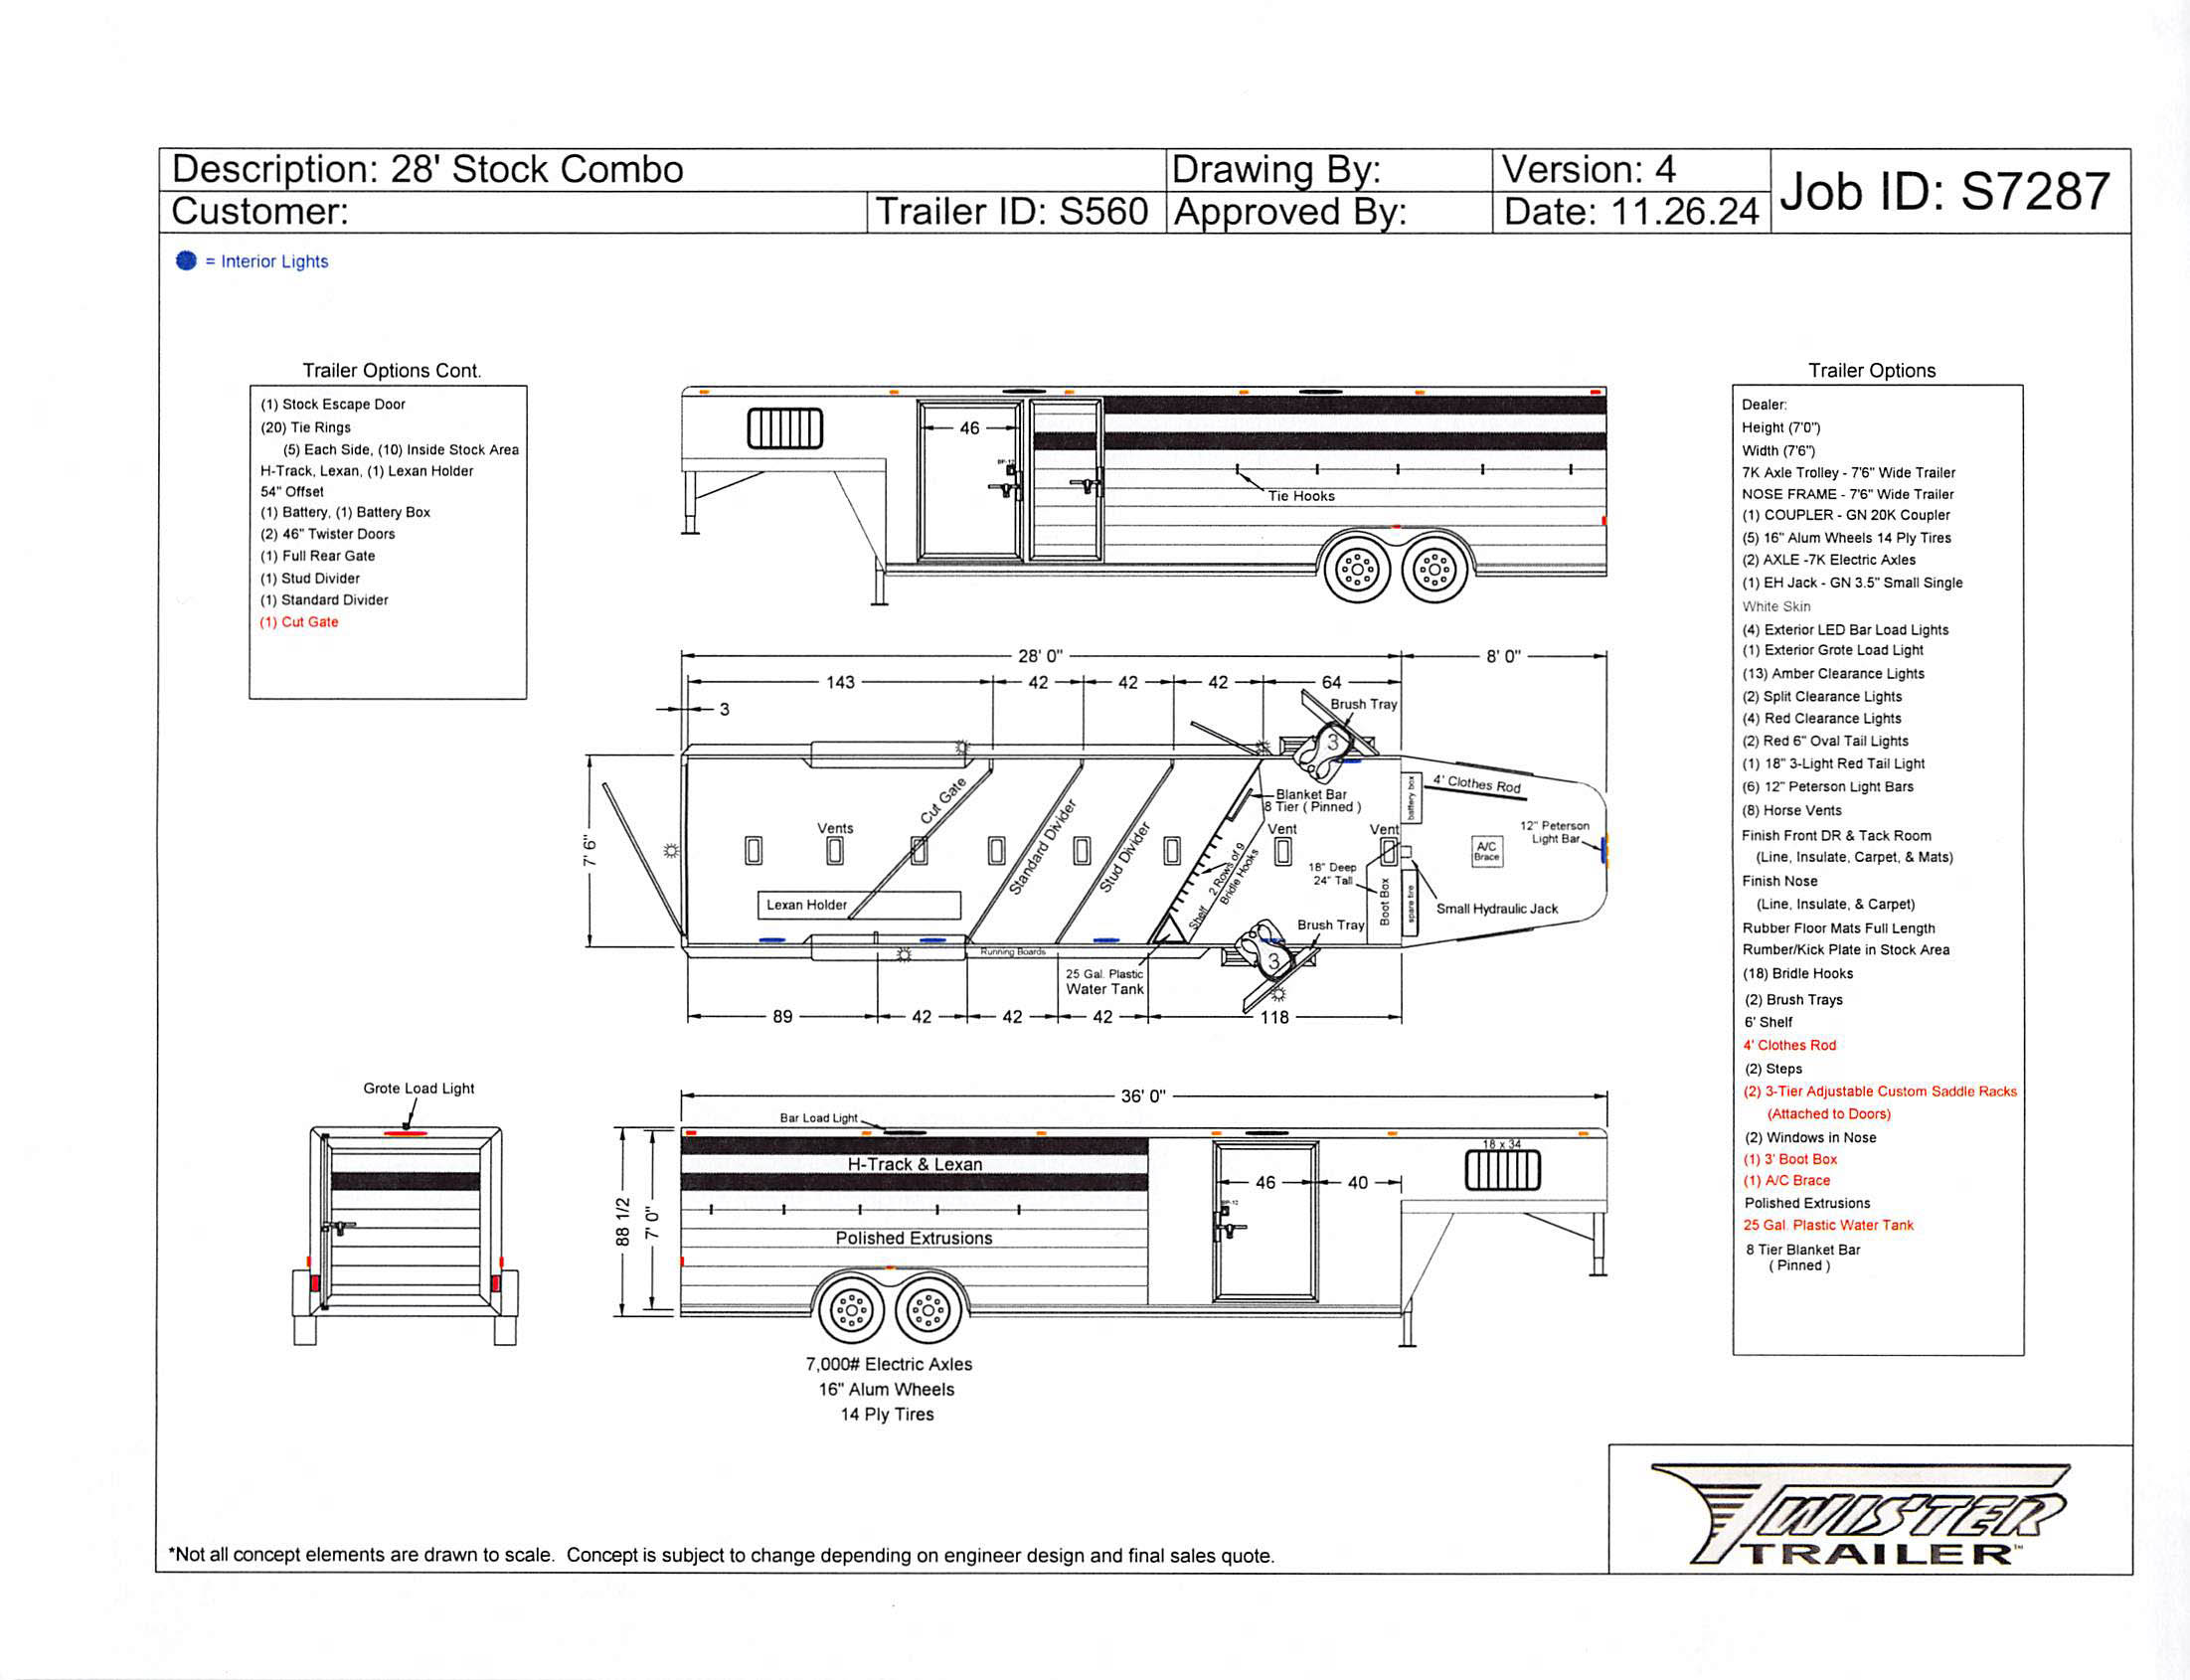 Description: 28' Stock Combo
Drawing By:
Version: 4
Job ID: S7287
Customer:
Trailer ID: S560
Approved By:
Date: 11.26.24
= Interior Lights
Trailer Options Cont.
(1) Stock Escape Door
(20) Tie Rings
(5) Each Side, (10) Inside Stock Area
H-Track, Lexan, (1) Lexan Holder
54" Offset
(1) Battery, (1) Battery Box
(2) 46" Twister Doors
(1) Full Rear Gate
(1) Stud Divider
(1) Standard Divider
(1) Cut Gate
46
Tie Hooks
28' 0"
8' 0"
143
42
42
42
64
3
Brush Tray
3
7' 6"
Cut Gate
Standard Divider
Stud Divider
Blanket Bar
8 Tier ( Pinned )
Vents
Vent
Vent
battery box
4' Clothes Rod
12" Peterson
Light Bar
A/C
Brace
18" Deep
24" Tall
Shelf
2 Rows of 9
Bridle Hooks
Boot Box
spare tire
Small Hydraulic Jack
Lexan Holder
Brush Tray
3
Running Boards
25 Gal. Plastic
Water Tank
89
42
42
42
118
Grote Load Light
36' 0"
Bar Load Light
18 x 34
H-Track & Lexan
46
40
88 1/2
7' 0"
Polished Extrusions
7,000# Electric Axles
16" Alum Wheels
14 Ply Tires
Trailer Options
Dealer:
Height (7'0")
Width (7'6")
7K Axle Trolley - 7'6" Wide Trailer
NOSE FRAME - 7'6" Wide Trailer
(1) COUPLER - GN 20K Coupler
(5) 16" Alum Wheels 14 Ply Tires
(2) AXLE -7K Electric Axles
(1) EH Jack - GN 3.5" Small Single
White Skin
(4) Exterior LED Bar Load Lights
(1) Exterior Grote Load Light
(13) Amber Clearance Lights
(2) Split Clearance Lights
(4) Red Clearance Lights
(2) Red 6" Oval Tail Lights
(1) 18" 3-Light Red Tail Light
(6) 12" Peterson Light Bars
(8) Horse Vents
Finish Front DR & Tack Room
(Line, Insulate, Carpet, & Mats)
Finish Nose
(Line, Insulate, & Carpet)
Rubber Floor Mats Full Length
Rumber/Kick Plate in Stock Area
(18) Bridle Hooks
(2) Brush Trays
6' Shelf
4' Clothes Rod
(2) Steps
(2) 3-Tier Adjustable Custom Saddle Racks
(Attached to Doors)
(2) Windows in Nose
(1) 3' Boot Box
(1) A/C Brace
Polished Extrusions
25 Gal. Plastic Water Tank
8 Tier Blanket Bar
( Pinned )
*Not all concept elements are drawn to scale. Concept is subject to change depending on engineer design and final sales quote.
TWISTER
TRAILER™